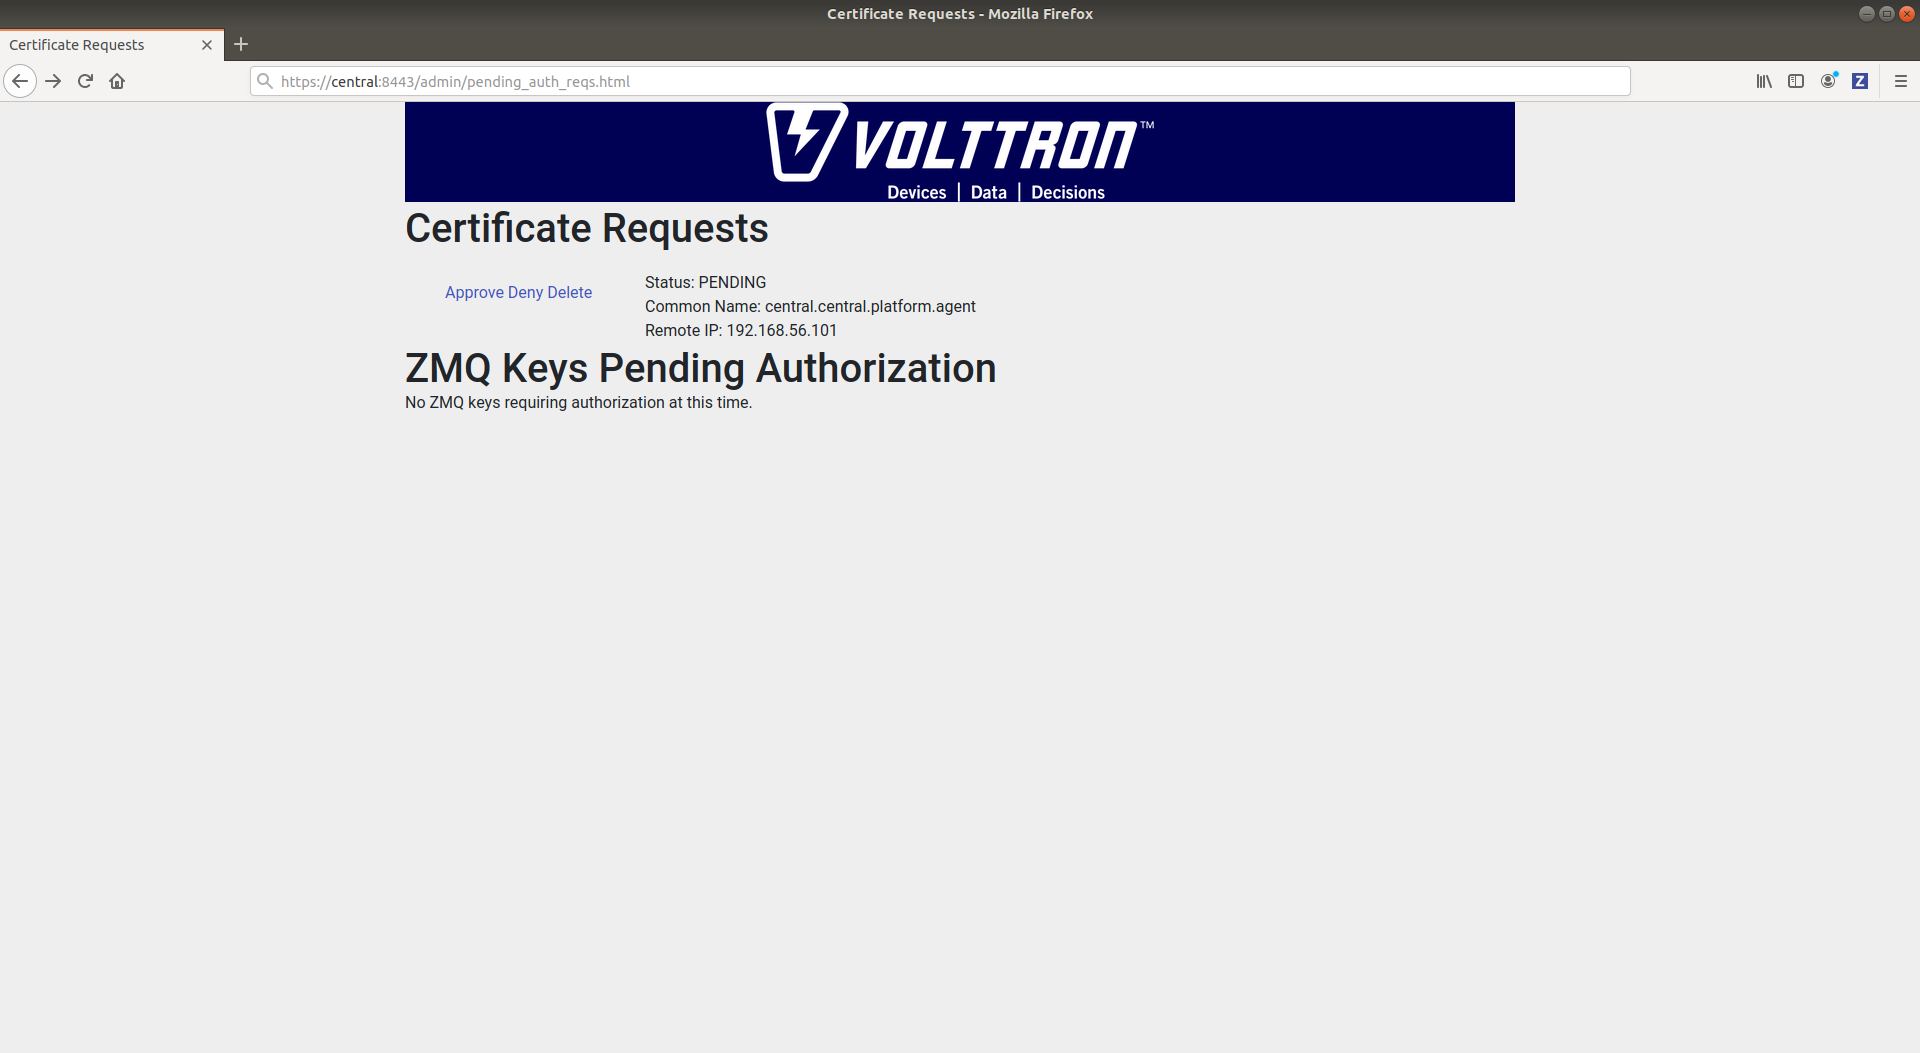 Certificate Requests - Mozilla Firefox
Certificate Requests
https://central:8443/admin/pending_auth_reqs.html
Z
VOLTTRON™
Devices | Data | Decisions
Certificate Requests
Approve Deny Delete
Status: PENDING
Common Name: central.central.platform.agent
Remote IP: 192.168.56.101
ZMQ Keys Pending Authorization
No ZMQ keys requiring authorization at this time.